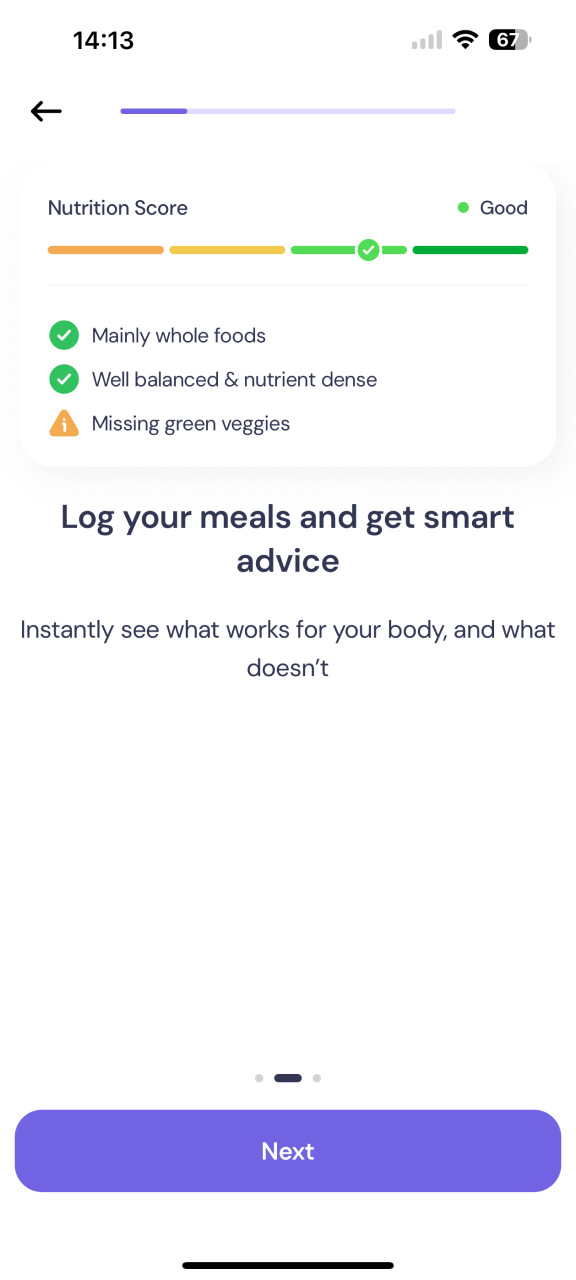 14:13
67
Nutrition Score
Good
Mainly whole foods
Well balanced & nutrient dense
Missing green veggies
Log your meals and get smart
advice
Instantly see what works for your body, and what
doesn’t
Next